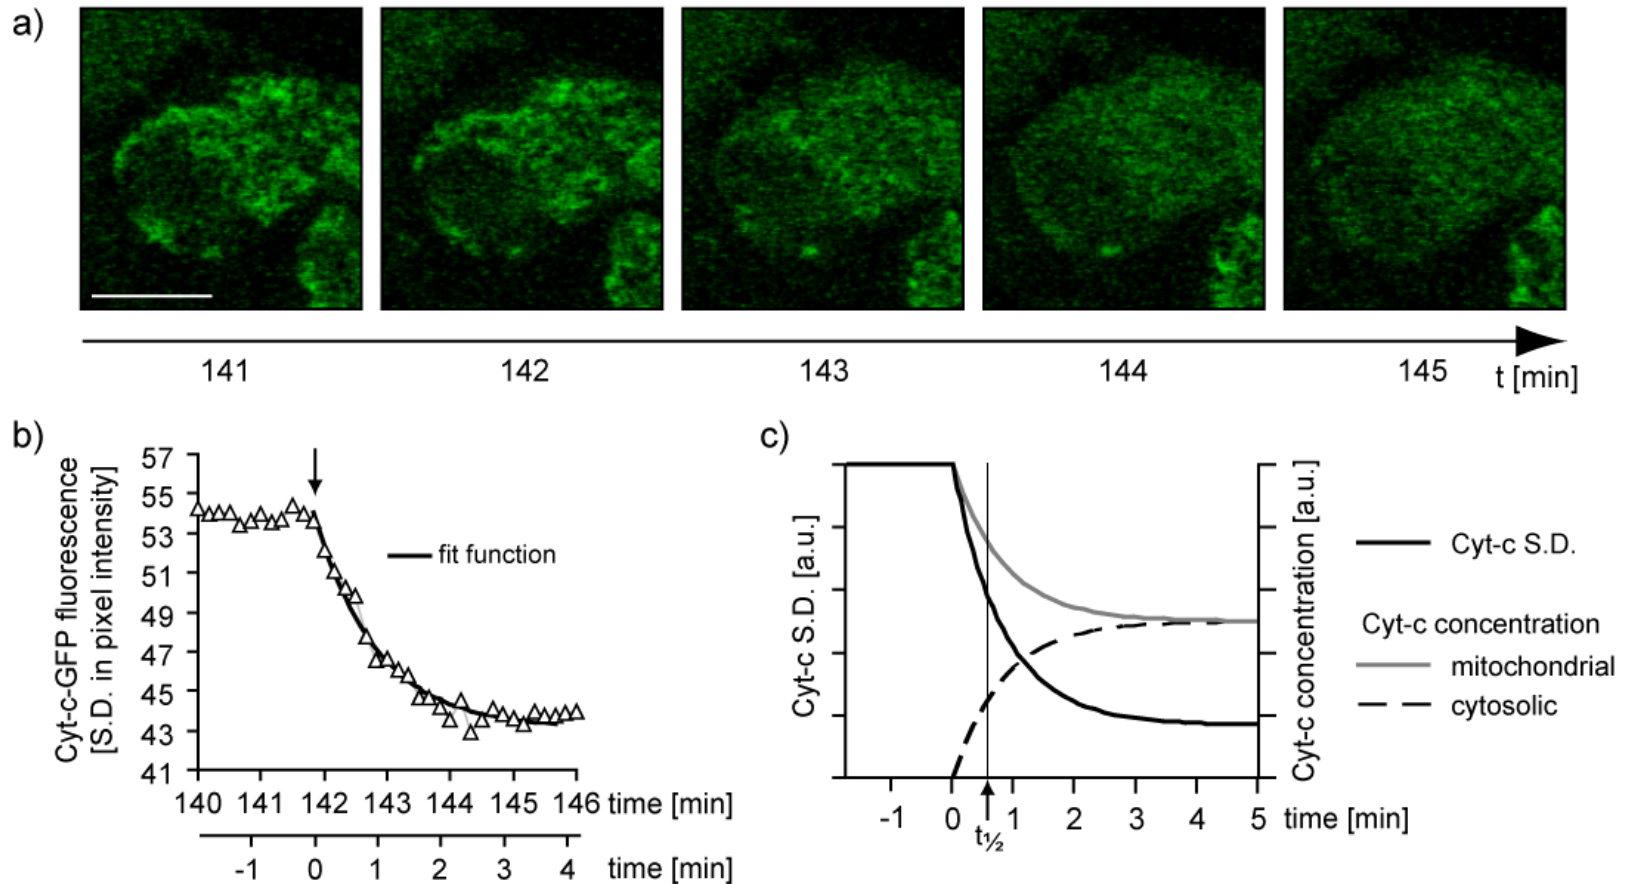 a)
141 142 143 144 145 t [min]
b)
Cyt-c-GFP fluorescence
[S.D. in pixel intensity]
57
55
53
51
49
47
45
43
41
fit function
140 141 142 143 144 145 146 time [min]
-1 0 1 2 3 4 time [min]
c)
Cyt-c S.D. [a.u.]
Cyt-c concentration [a.u.]
-1 0 1 2 3 4 5 time [min]
t½
Cyt-c S.D.
Cyt-c concentration
mitochondrial
cytosolic